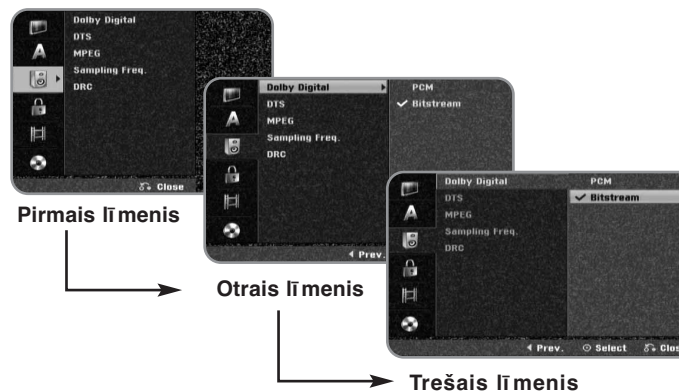 Dolby Digital
DTS
MPEG
Sampling Freq.
DRC
Close
Pirmais līmenis
Dolby Digital
DTS
MPEG
Sampling Freq.
DRC
PCM
✓ Bitstream
Prev.
Otrais līmenis
Dolby Digital
DTS
MPEG
Sampling Freq.
DRC
PCM
✓ Bitstream
Prev.
Select
Clos
Trešais līmenis